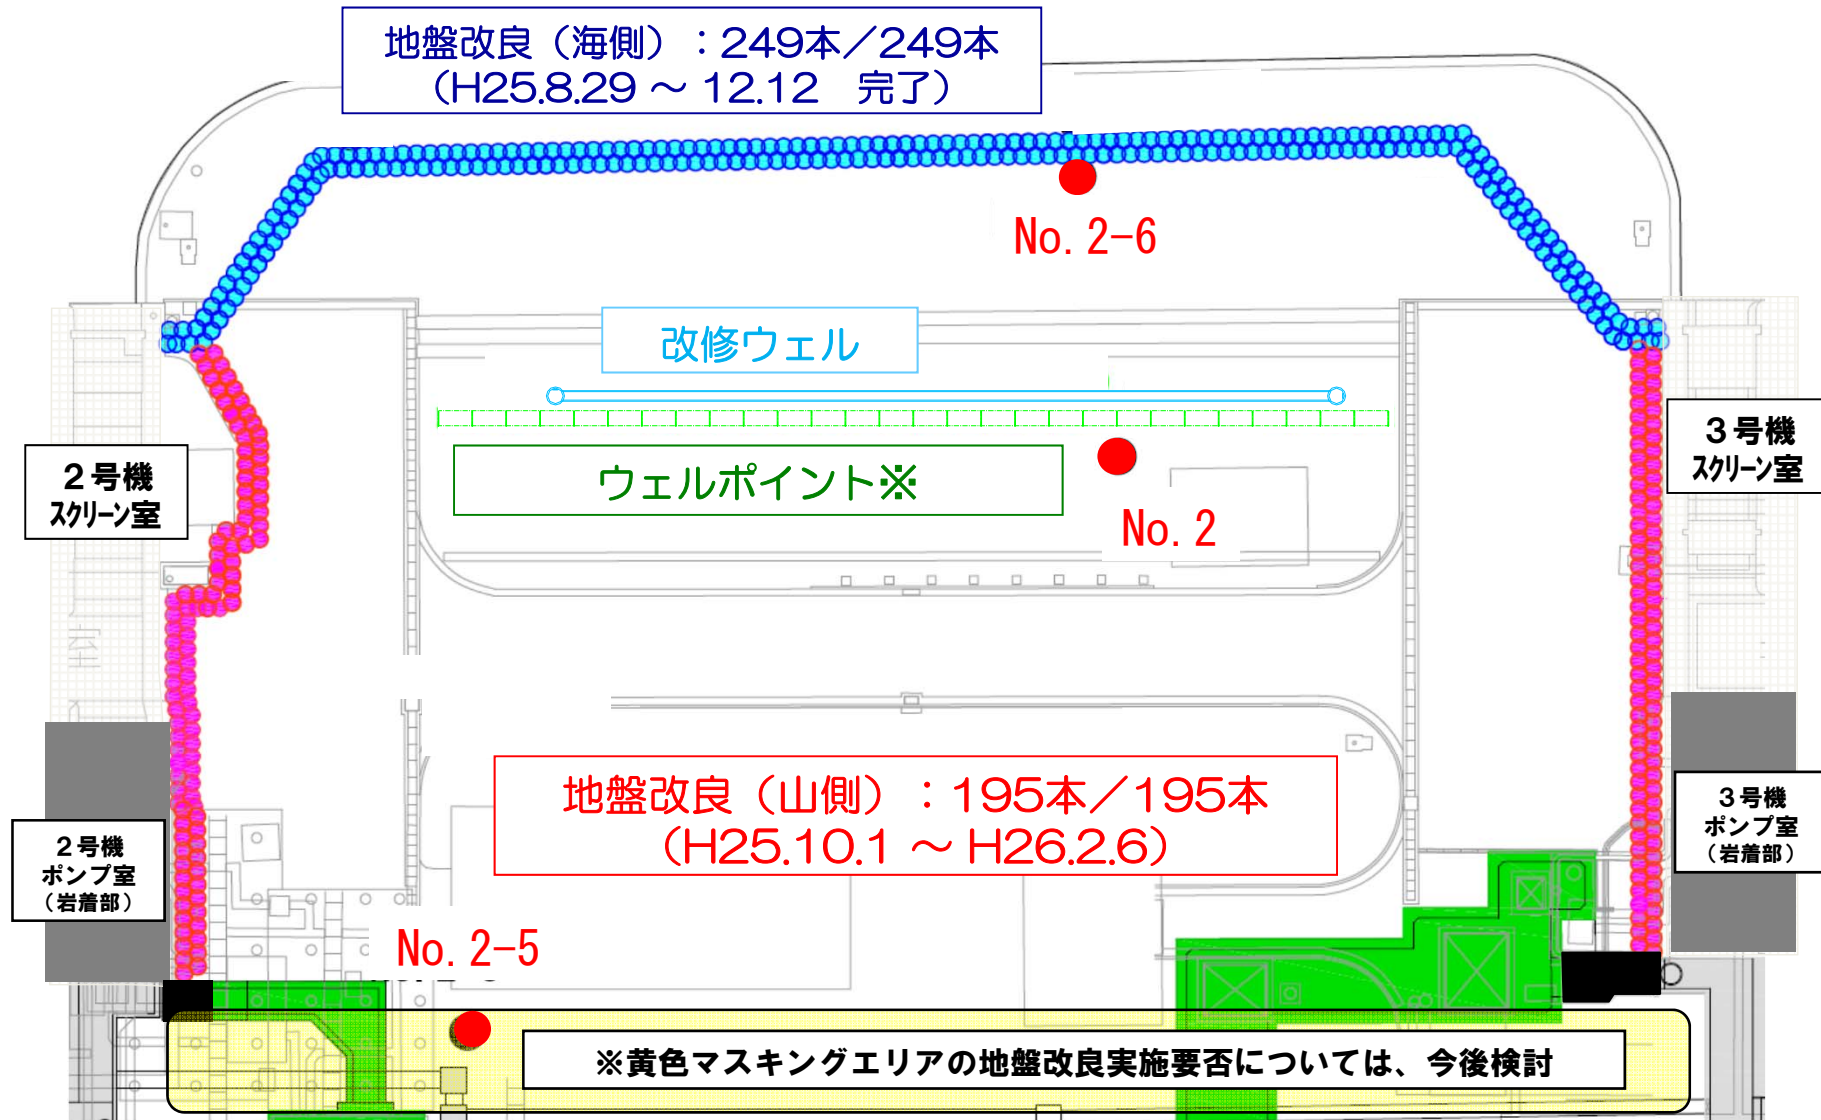 地盤改良（海側）：249本／249本
（H25.8.29 ～ 12.12　完了）
No. 2-6
改修ウェル
ウェルポイント※
No. 2
２号機
スクリーン室
３号機
スクリーン室
地盤改良（山側）：195本／195本
（H25.10.1 ～ H26.2.6）
２号機
ポンプ室
（岩着部）
３号機
ポンプ室
（岩着部）
No. 2-5
※黄色マスキングエリアの地盤改良実施要否については、今後検討